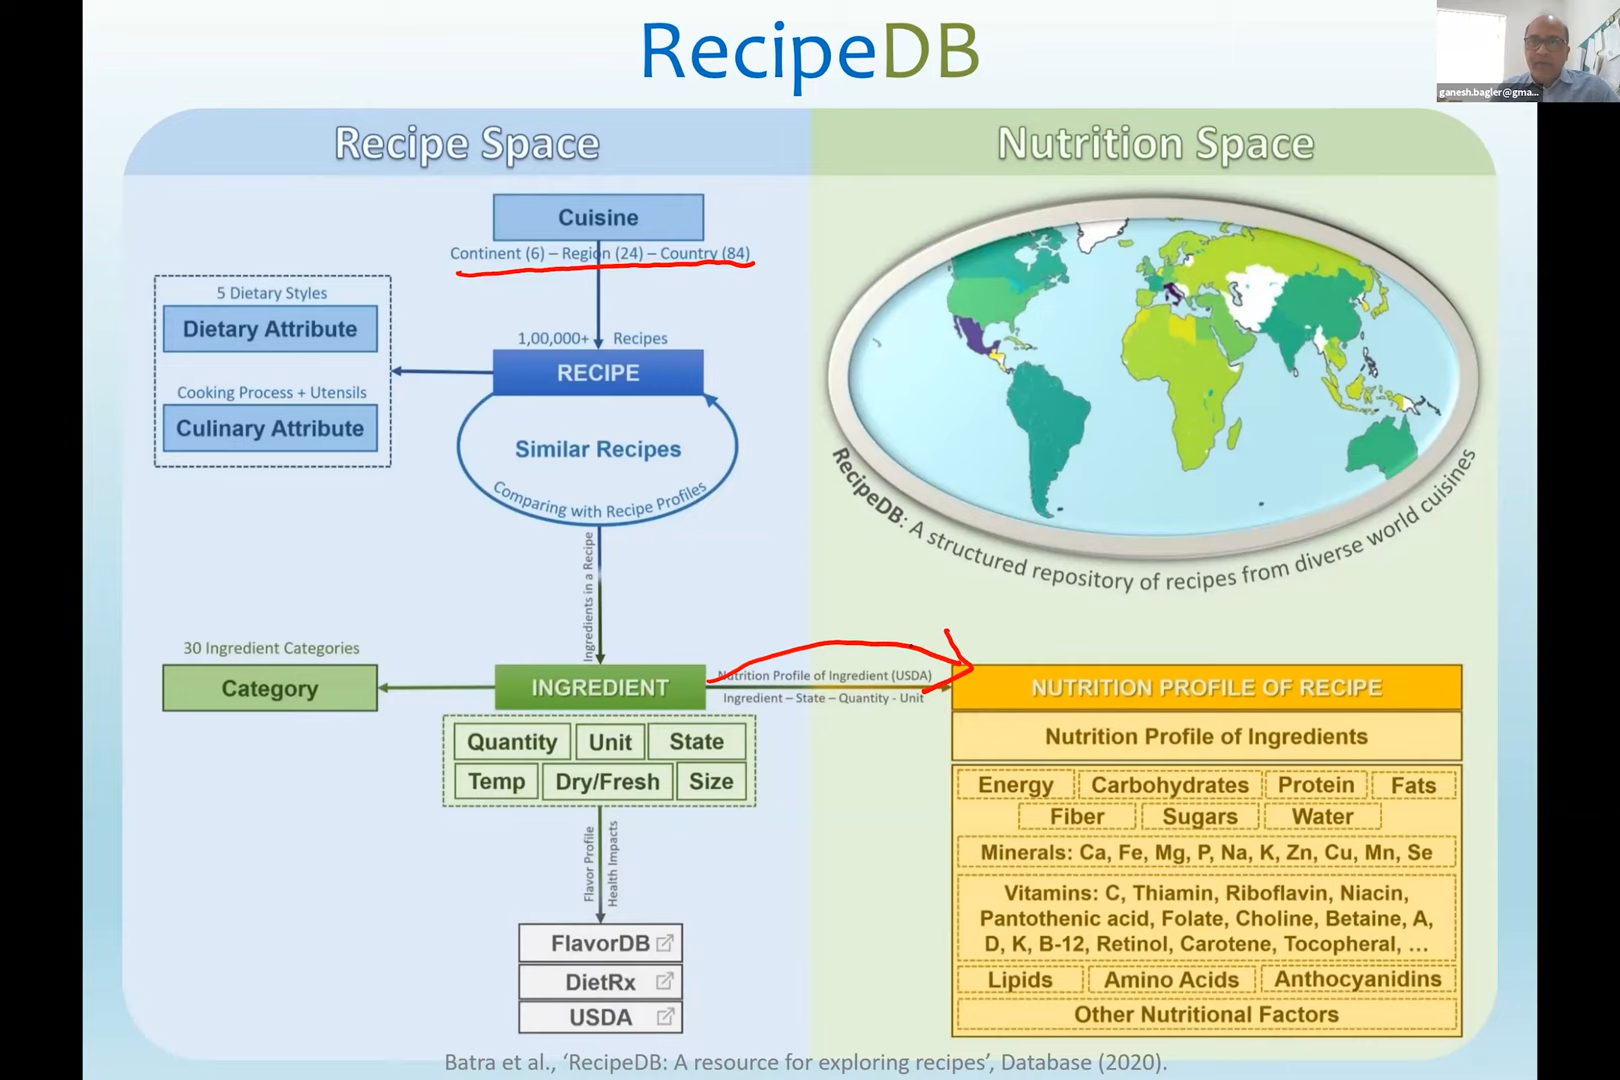 RecipeDB
ganesh.bagler@gma...
Recipe Space
Nutrition Space
Cuisine
Continent (6) – Region (24) – Country (84)
5 Dietary Styles
Dietary Attribute
Cooking Process + Utensils
Culinary Attribute
1,00,000+ Recipes
RECIPE
Similar Recipes
Comparing with Recipe Profiles
RecipeDB: A structured repository of recipes from diverse world cuisines
Ingredients in a Recipe
30 Ingredient Categories
Category
INGREDIENT
Nutrition Profile of Ingredient (USDA)
Ingredient – State – Quantity - Unit
Quantity
Unit
State
Temp
Dry/Fresh
Size
Flavor Profile
Health Impacts
FlavorDB
DietRx
USDA
NUTRITION PROFILE OF RECIPE
Nutrition Profile of Ingredients
Energy
Carbohydrates
Protein
Fats
Fiber
Sugars
Water
Minerals: Ca, Fe, Mg, P, Na, K, Zn, Cu, Mn, Se
Vitamins: C, Thiamin, Riboflavin, Niacin,
Pantothenic acid, Folate, Choline, Betaine, A,
D, K, B-12, Retinol, Carotene, Tocopheral, ...
Lipids
Amino Acids
Anthocyanidins
Other Nutritional Factors
Batra et al., ‘RecipeDB: A resource for exploring recipes’, Database (2020).